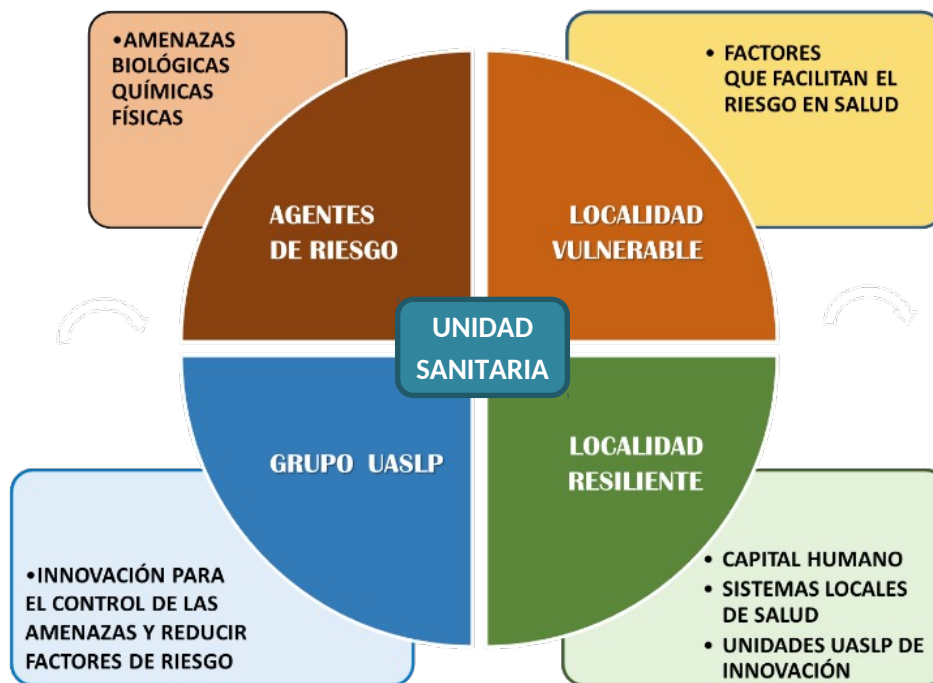 •AMENAZAS
BIOLÓGICAS
QUÍMICAS
FÍSICAS
• FACTORES
QUE FACILITAN EL
RIESGO EN SALUD
AGENTES
DE RIESGO
LOCALIDAD
VULNERABLE
UNIDAD
SANITARIA
GRUPO UASLP
LOCALIDAD
RESILIENTE
•INNOVACIÓN PARA
EL CONTROL DE LAS
AMENAZAS Y REDUCIR
FACTORES DE RIESGO
• CAPITAL HUMANO
• SISTEMAS LOCALES
DE SALUD
• UNIDADES UASLP DE
INNOVACIÓN